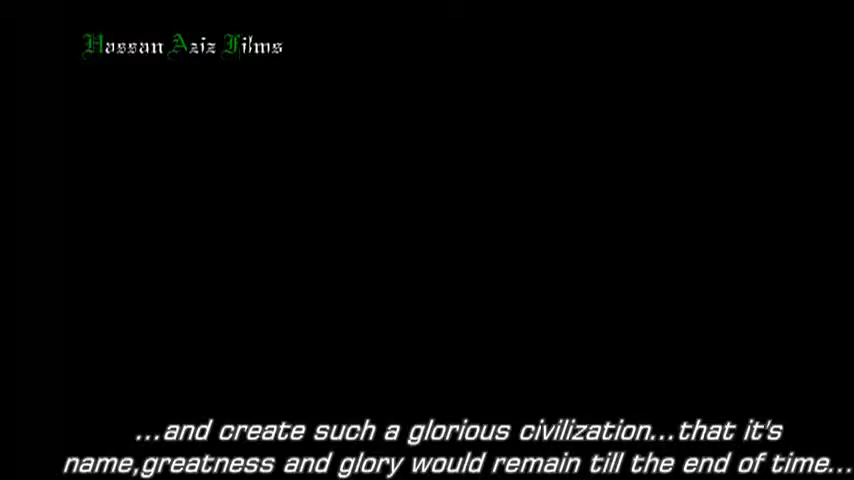 Hassan Aziz Films
...and create such a glorious civilization...that it's
name,greatness and glory would remain till the end of time...